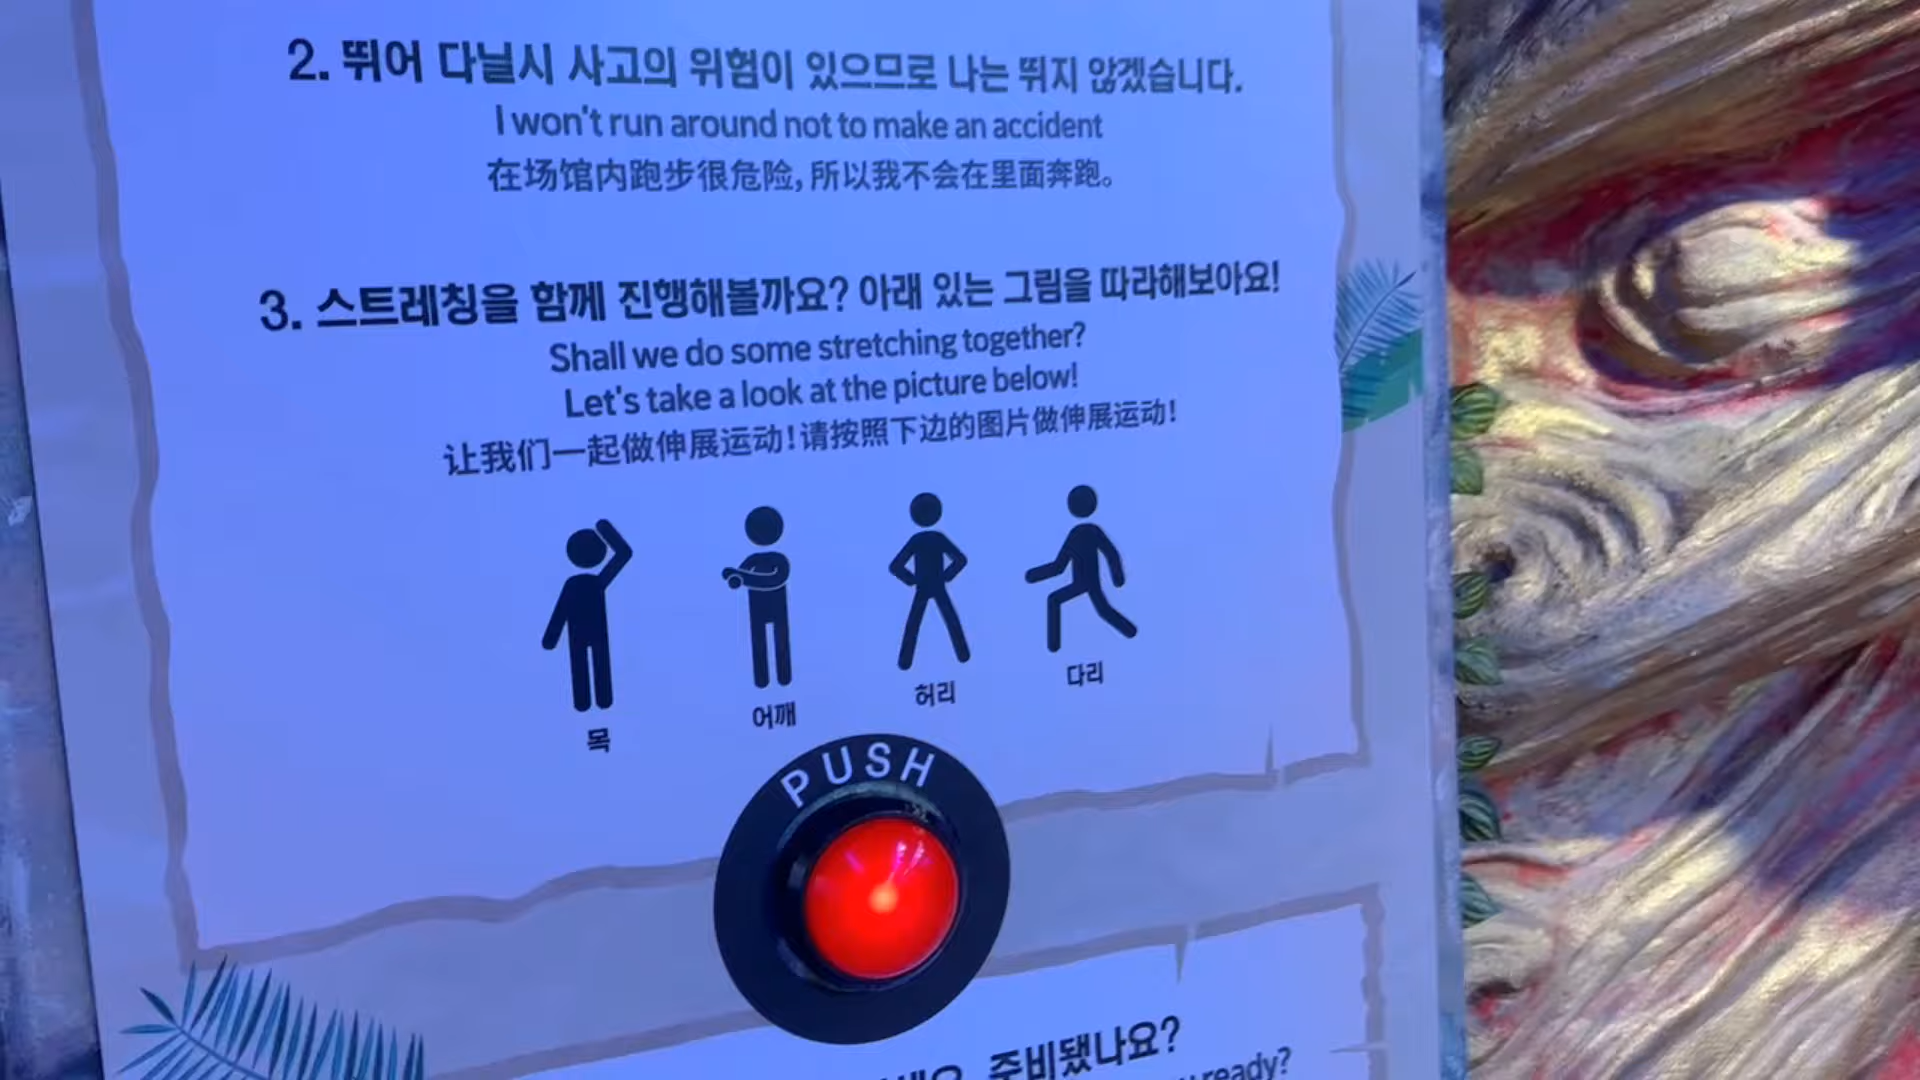 2. 뛰어 다닐시 사고의 위험이 있으므로 나는 뛰지 않겠습니다.
I won't run around not to make an accident
在场馆内跑步很危险, 所以我不会在里面奔跑。
3. 스트레칭을 함께 진행해볼까요? 아래 있는 그림을 따라해보아요!
Shall we do some stretching together?
Let's take a look at the picture below!
让我们一起做伸展运动! 请按照下边的图片做伸展运动!
목 어깨 허리 다리
PUSH
준비됐나요?
ready?